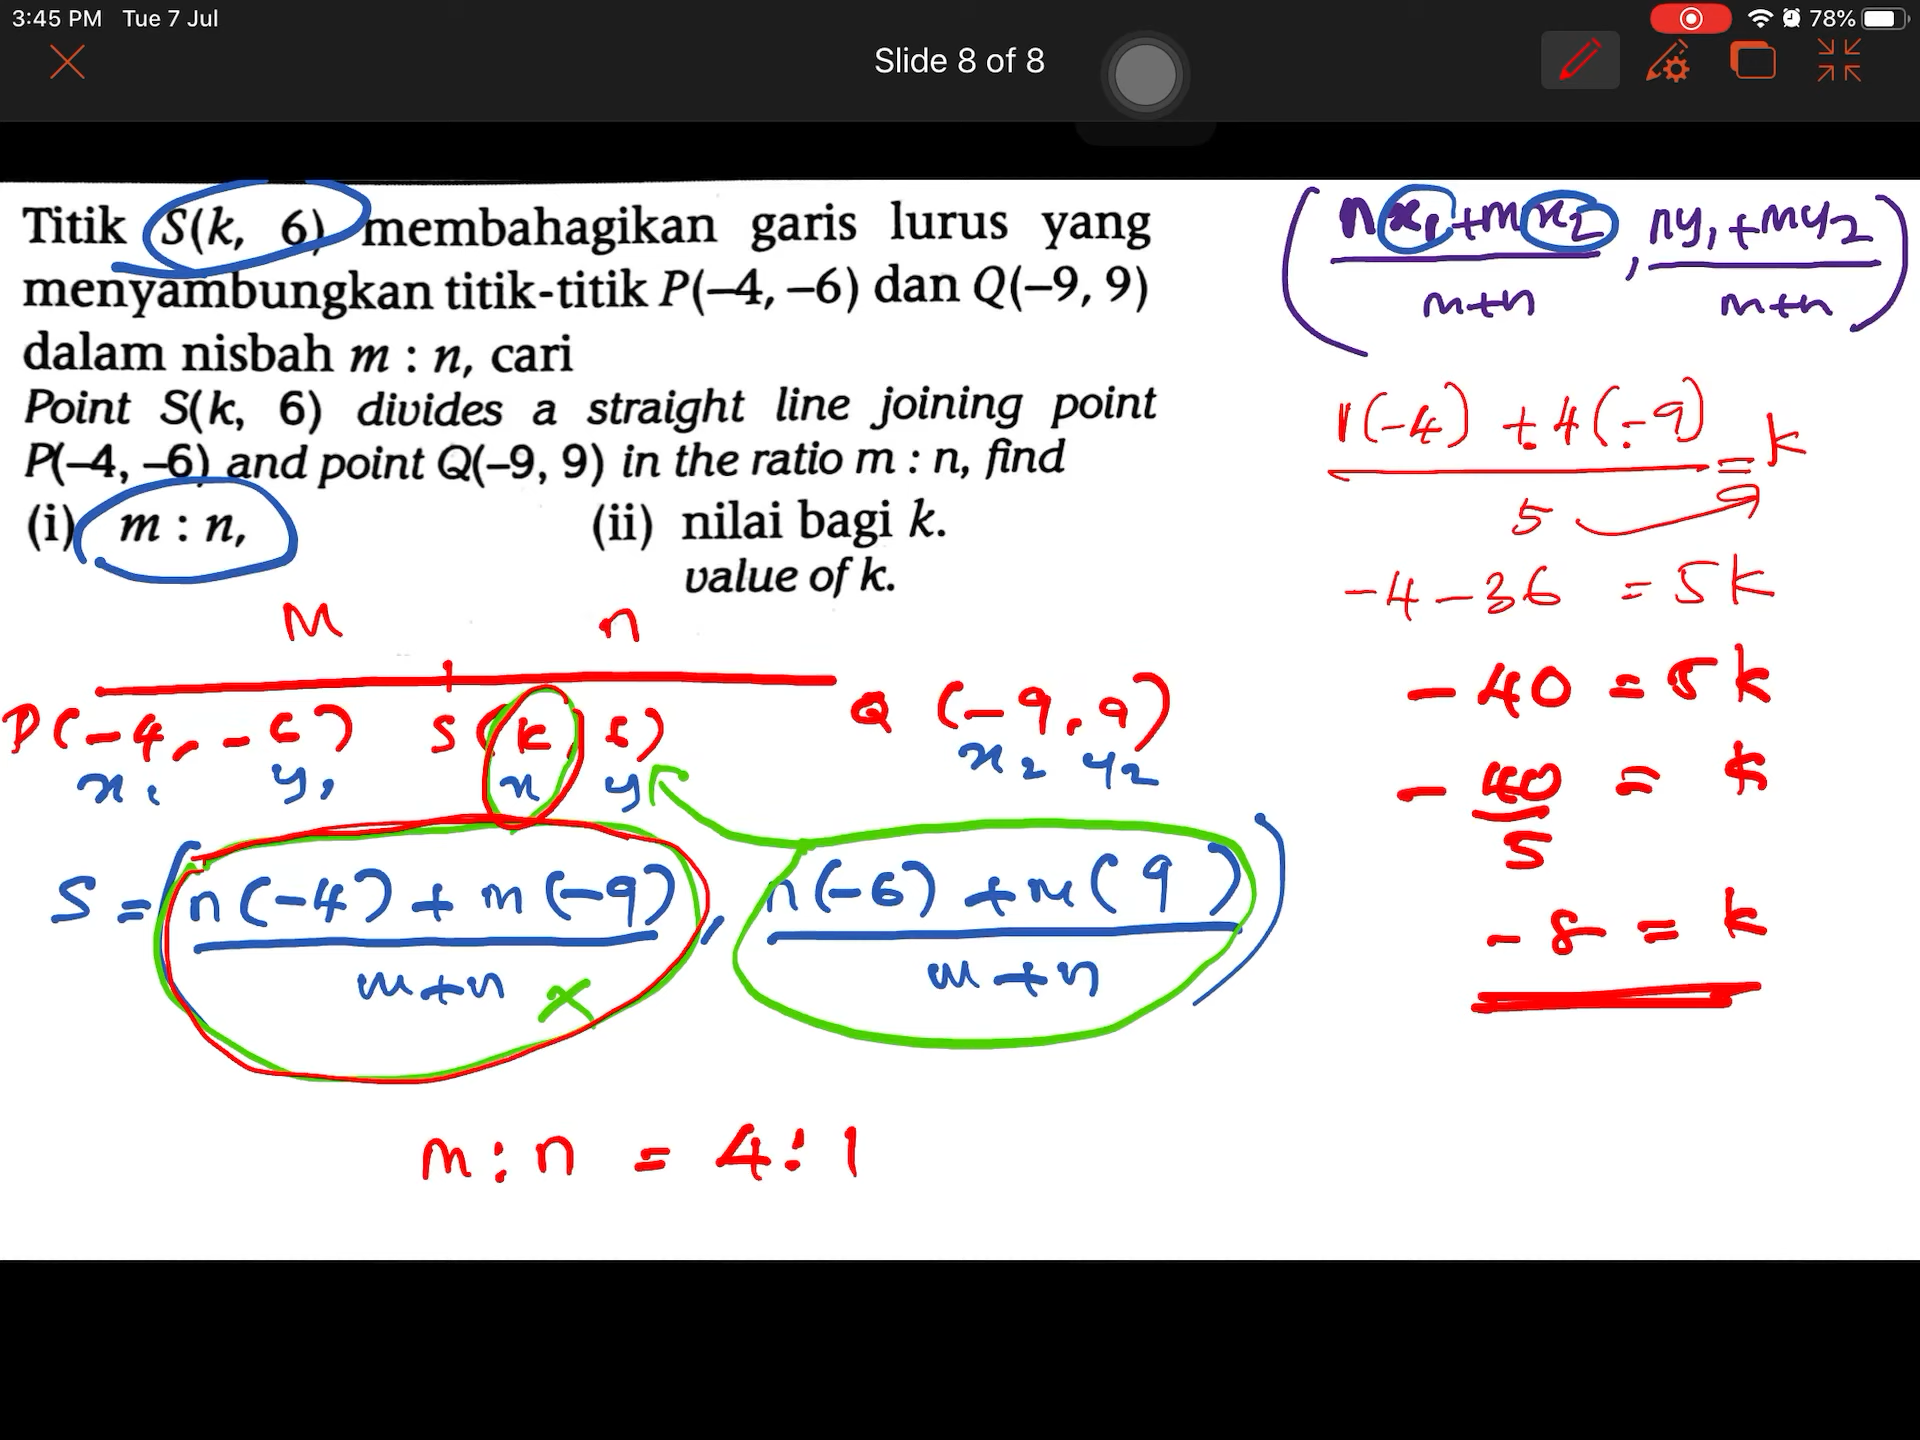 3:45 PM Tue 7 Jul
78%
Slide 8 of 8
Titik S(k, 6) membahagikan garis lurus yang
menyambungkan titik-titik P(–4, –6) dan Q(–9, 9)
dalam nisbah m : n, cari
Point S(k, 6) divides a straight line joining point
P(–4, –6) and point Q(–9, 9) in the ratio m : n, find
(i) m : n,
(ii) nilai bagi k.
value of k.
M n
P(-4, -6) S(k, 6) Q(-9, 9)
x₁ y₁ x y x₂ y₂
S = (n(-4) + m(-9) / m+n, n(-6) + m(9) / m+n)
m : n = 4 : 1
(nx₁ + mx₂ / m+n, ny₁ + my₂ / m+n)
1(-4) + 4(-9) / 5 = k
-4 - 36 = 5k
-40 = 5k
-40/5 = k
-8 = k